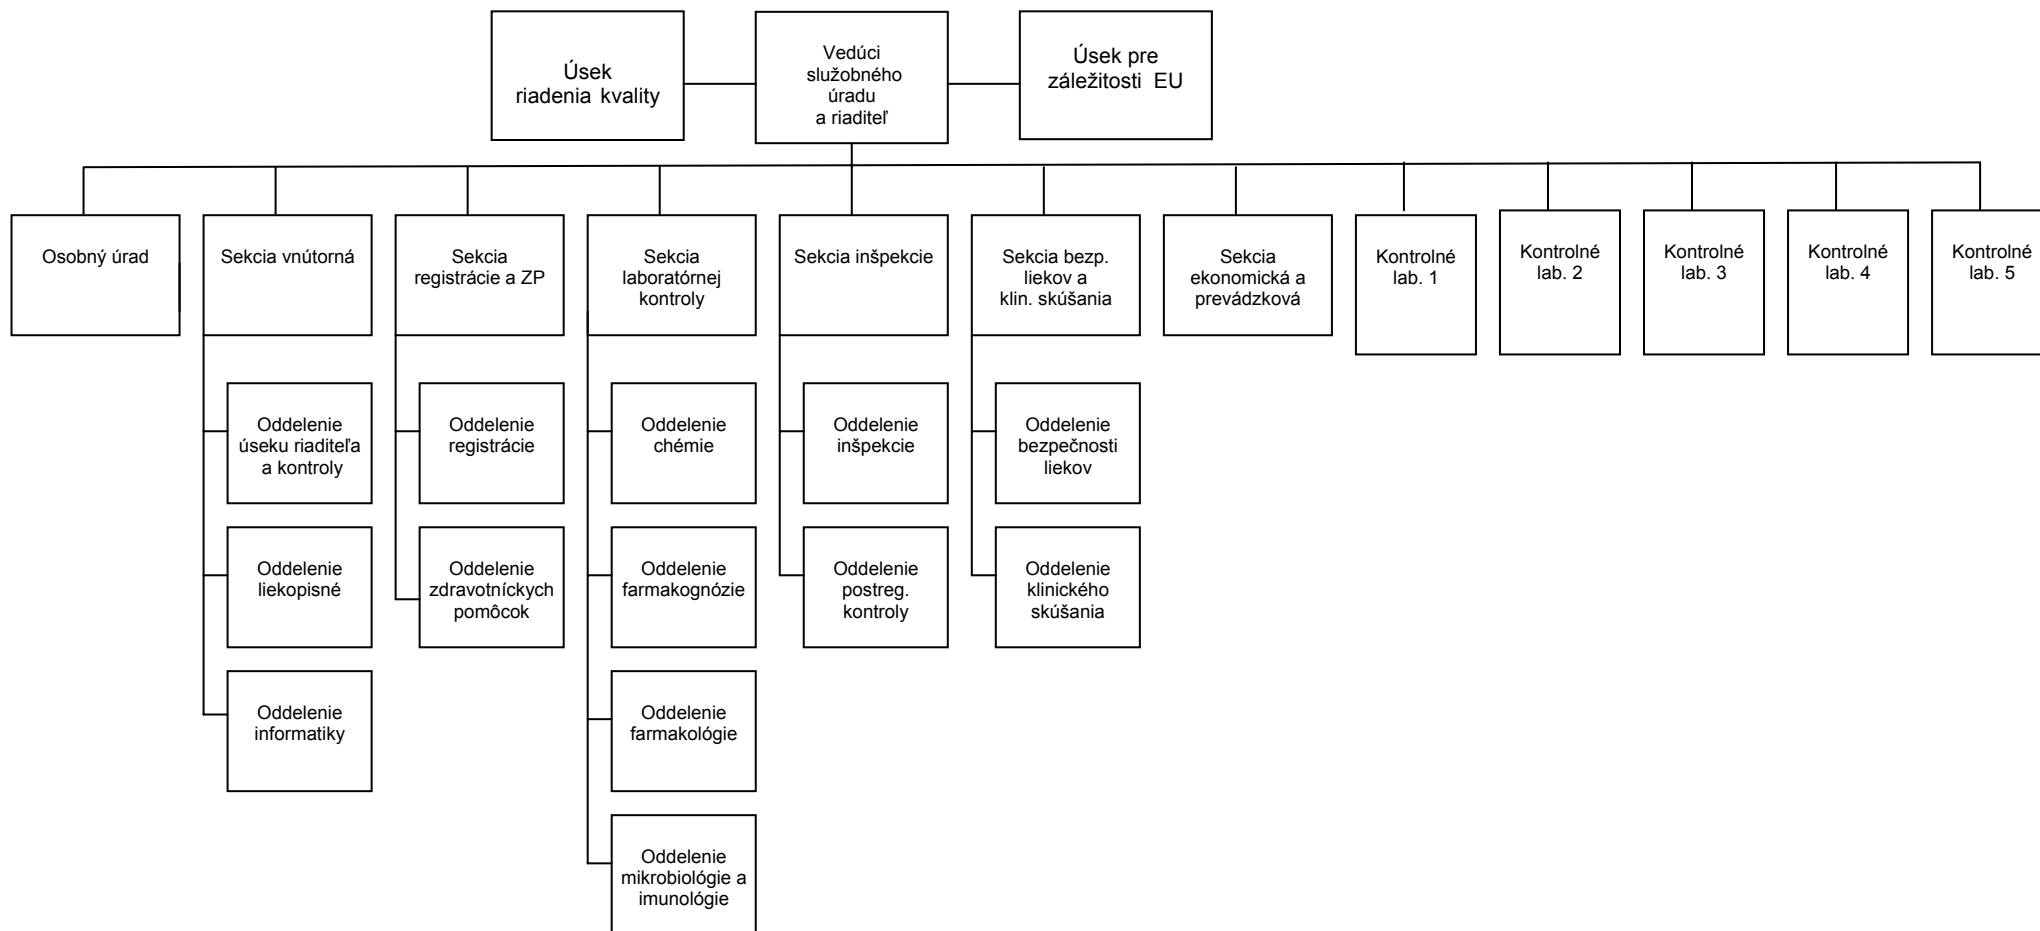 Úsek
riadenia kvality
Vedúci
služobného
úradu
a riaditeľ
Úsek pre
záležitosti EU
Osobný úrad
Sekcia vnútorná
Sekcia
registrácie a ZP
Sekcia
laboratórnej
kontroly
Sekcia inšpekcie
Sekcia bezp.
liekov a
klin. skúšania
Sekcia
ekonomická a
prevádzková
Kontrolné
lab. 1
Kontrolné
lab. 2
Kontrolné
lab. 3
Kontrolné
lab. 4
Kontrolné
lab. 5
Oddelenie
úseku riaditeľa
a kontroly
Oddelenie
registrácie
Oddelenie
chémie
Oddelenie
inšpekcie
Oddelenie
bezpečnosti
liekov
Oddelenie
liekopisné
Oddelenie
zdravotníckych
pomôcok
Oddelenie
farmakognózie
Oddelenie
postreg.
kontroly
Oddelenie
klinického
skúšania
Oddelenie
informatiky
Oddelenie
farmakológie
Oddelenie
mikrobiológie a
imunológie